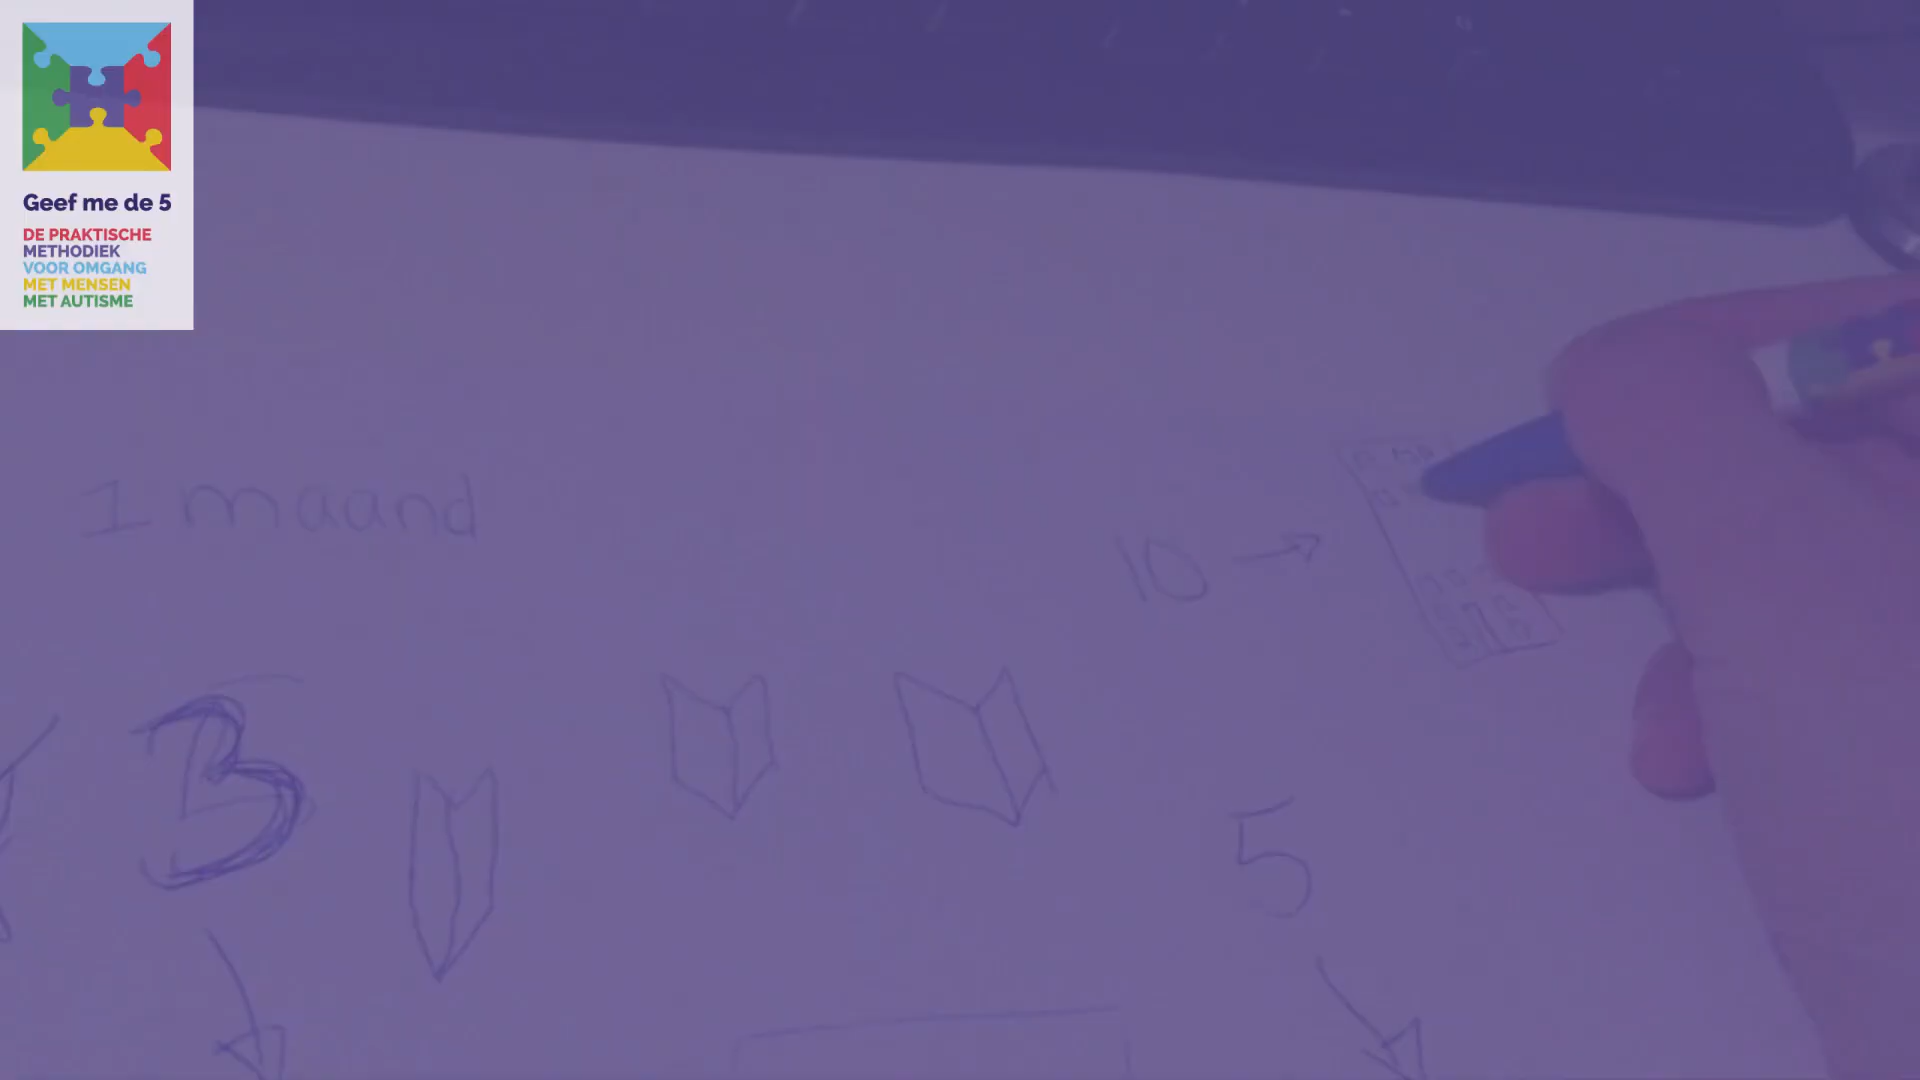 Geef me de 5
DE PRAKTISCHE
METHODIEK
VOOR OMGANG
MET MENSEN
MET AUTISME
1 maand
10
3
5